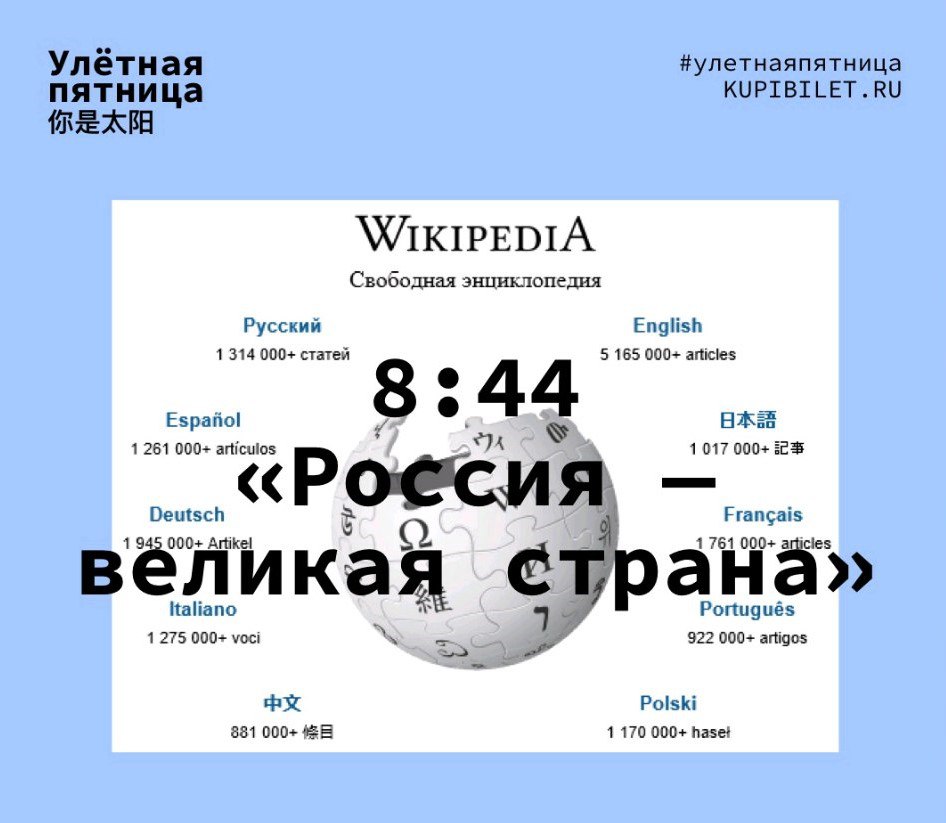 Улётная
пятница
你是太阳
#улетнаяпятница
KUPIBILET.RU
WIKIPEDIA
Свободная энциклопедия
Русский
1 314 000+ статей
English
5 165 000+ articles
8:44
Español
1 261 000+ artículos
日本語
1 017 000+ 記事
«Россия —
Deutsch
1 945 000+ Artikel
Français
1 761 000+ articles
великая страна»
Italiano
1 275 000+ voci
Português
922 000+ artigos
中文
881 000+ 條目
Polski
1 170 000+ haseł
Ω
W
И
ウィ
維